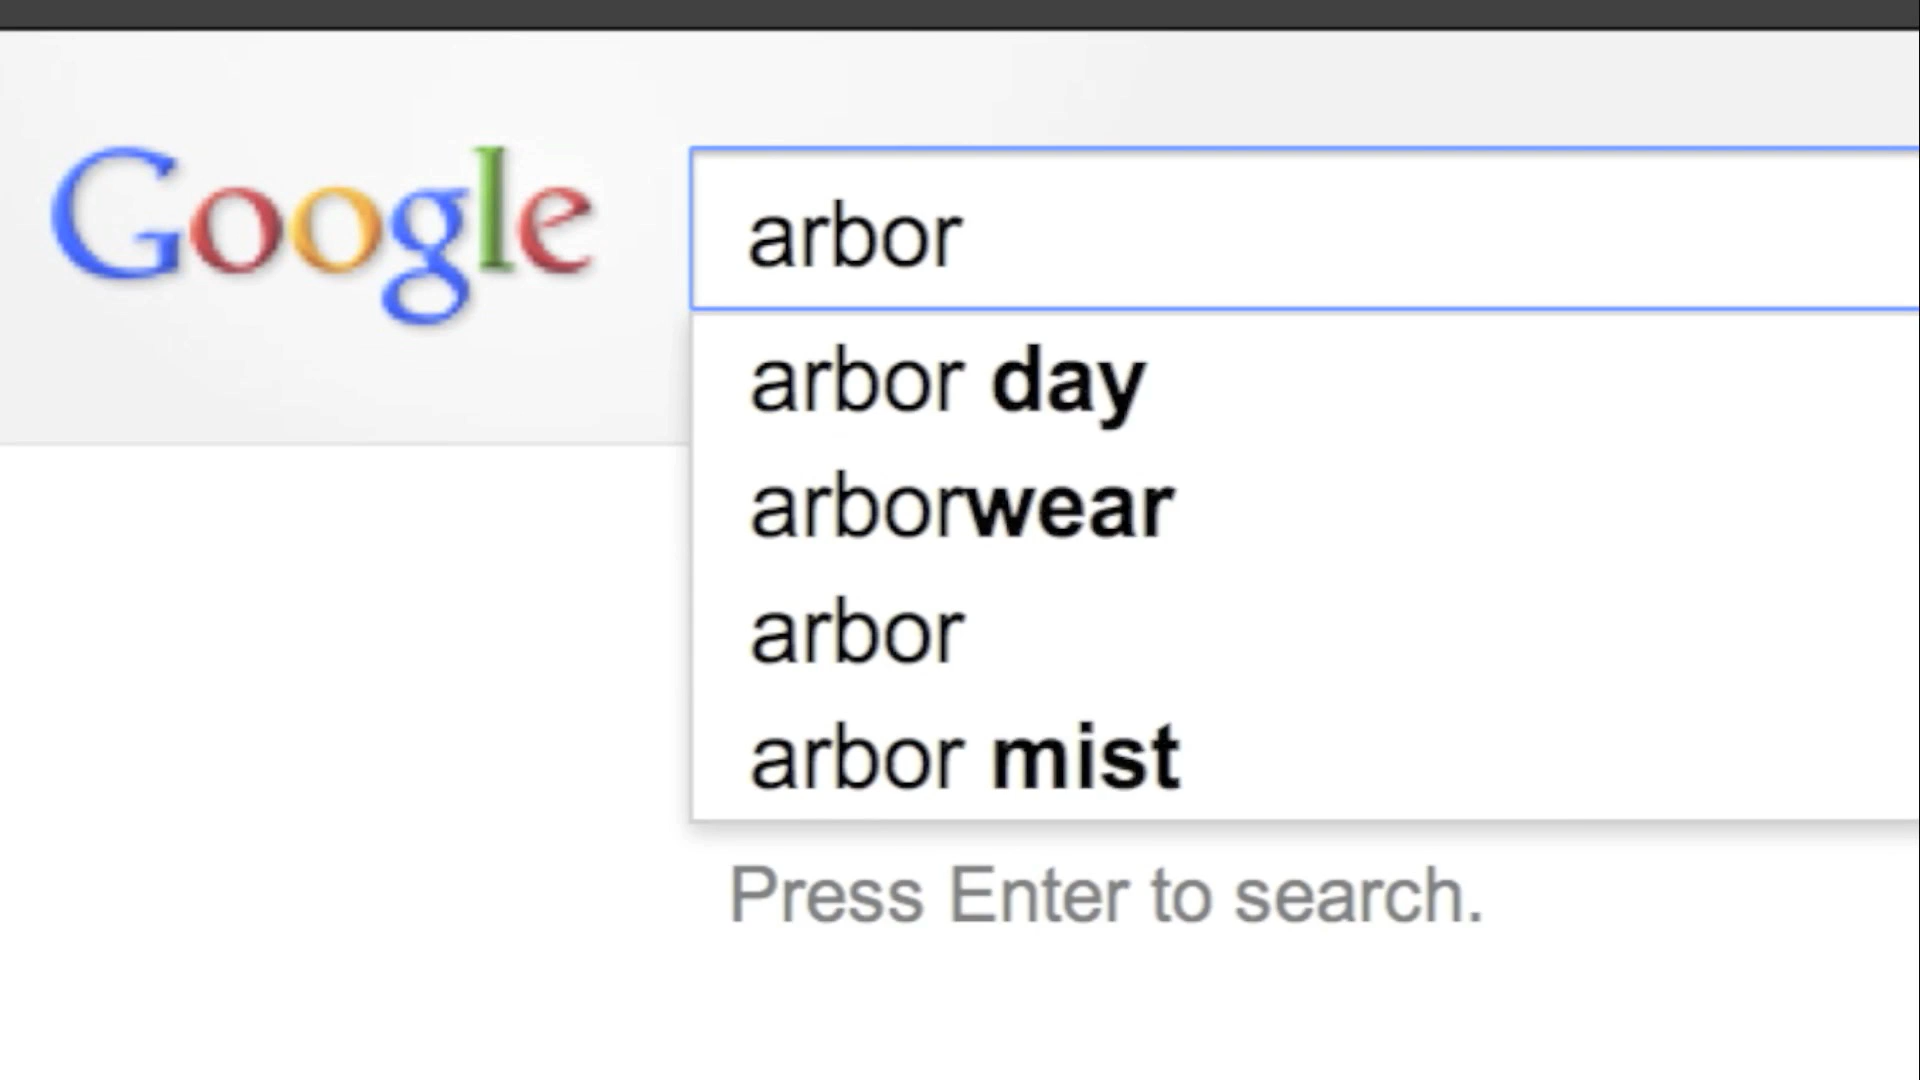 Google
arbor
arbor day
arborwear
arbor
arbor mist
Press Enter to search.